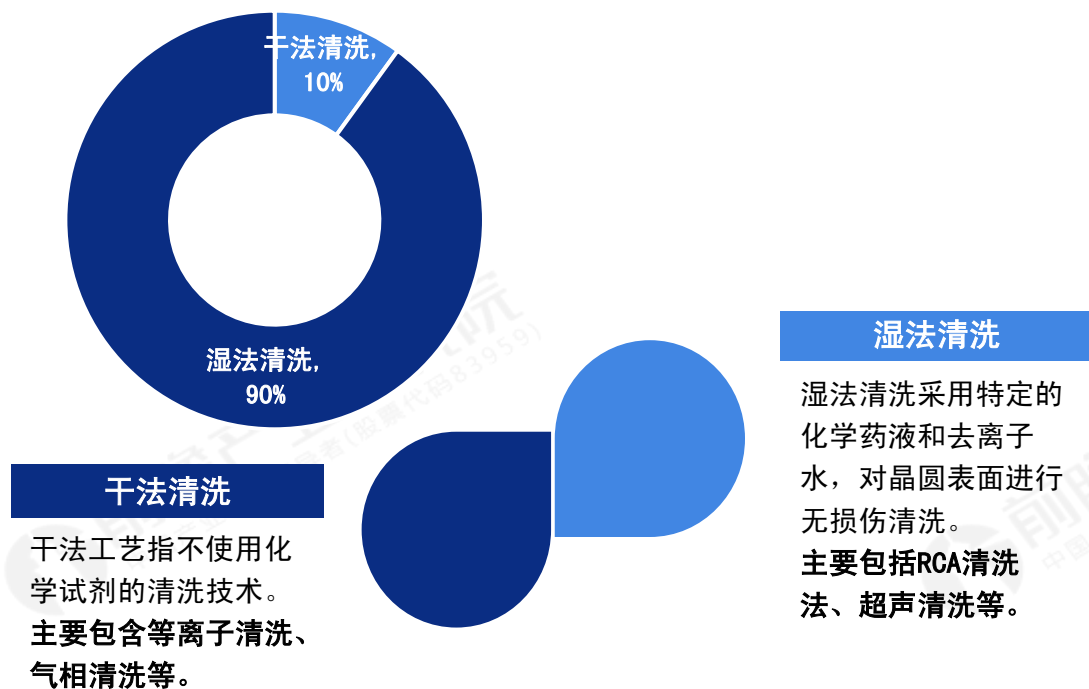 干法清洗,
10%
湿法清洗,
90%
干法清洗
干法工艺指不使用化
学试剂的清洗技术。
主要包含等离子清洗、
气相清洗等。
湿法清洗
湿法清洗采用特定的
化学药液和去离子
水，对晶圆表面进行
无损伤清洗。
主要包括RCA清洗
法、超声清洗等。